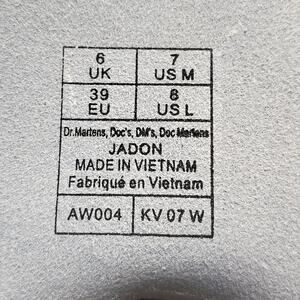 6 7
UK US M
39 8
EU US L
Dr.Martens, Doc's, DM's, Doc Martens
JADON
MADE IN VIETNAM
Fabriqué en Vietnam
AW004 KV 07 W